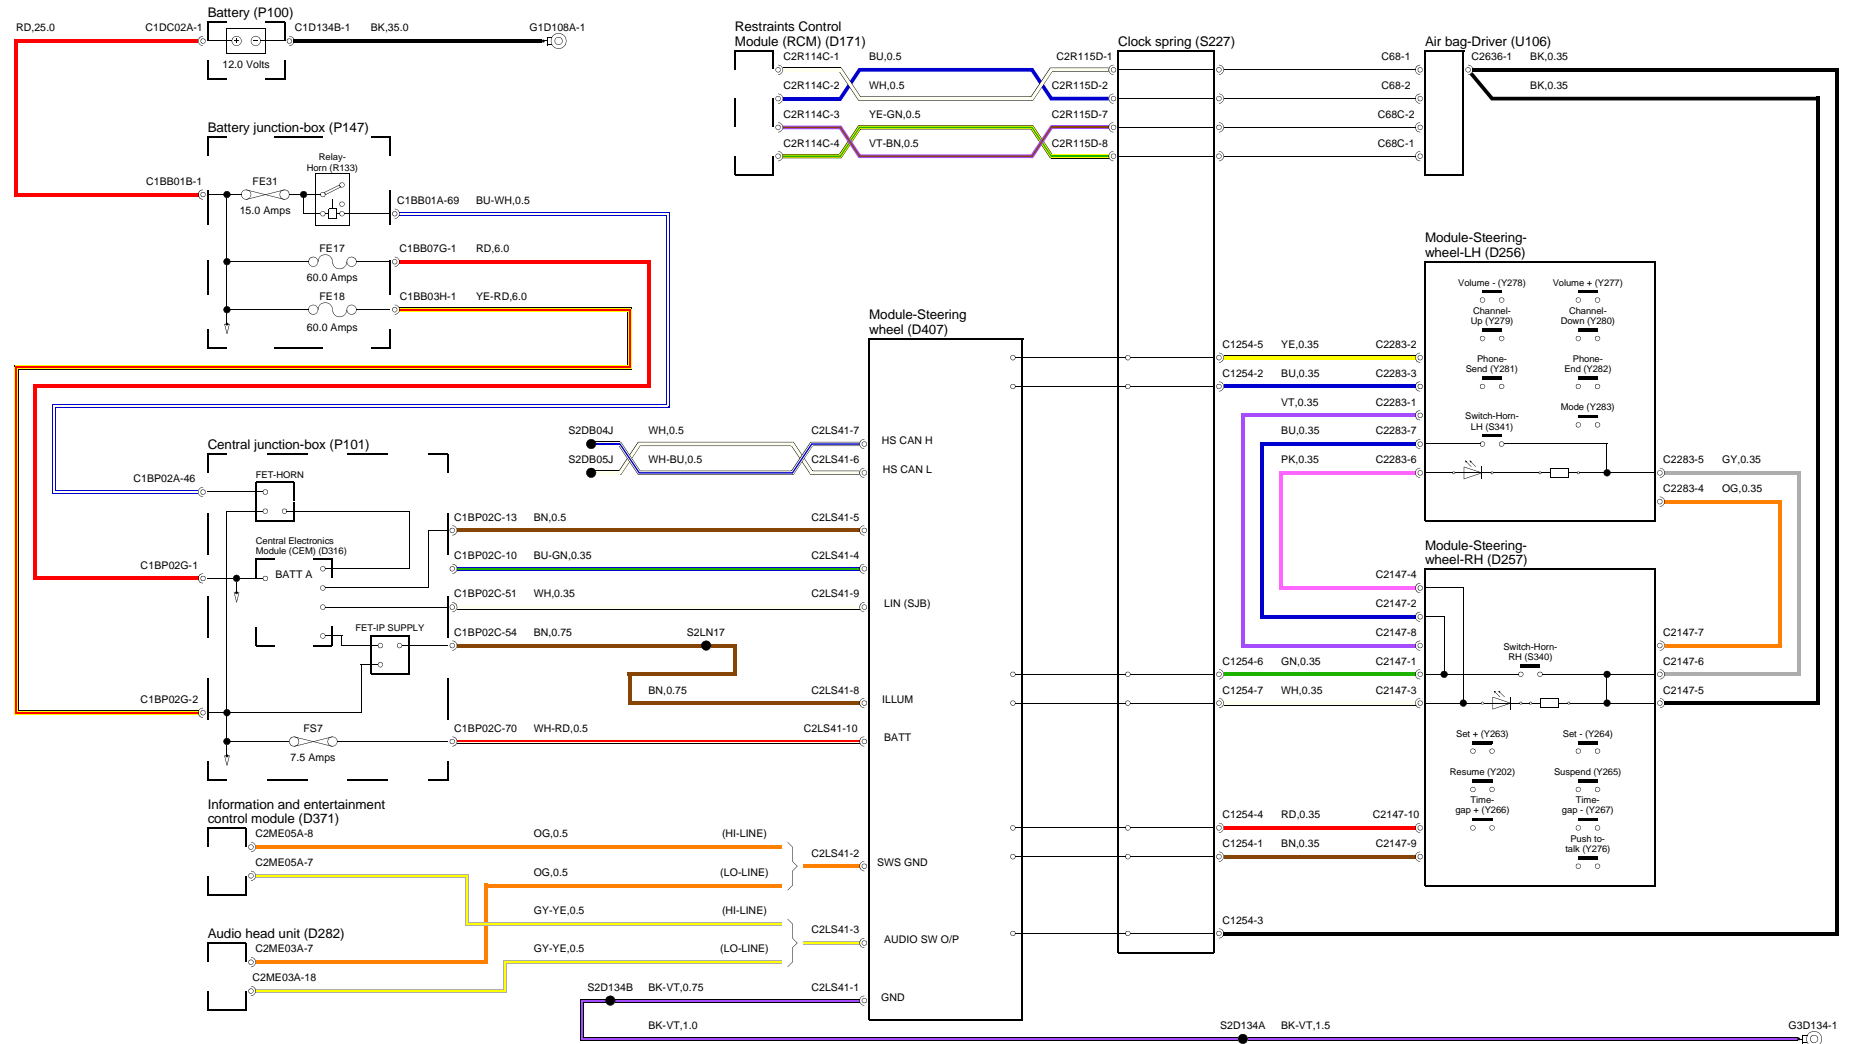 Battery (P100)
RD,25.0
C1DC02A-1
C1D134B-1
BK,35.0
G1D108A-1
12.0 Volts
Battery junction-box (P147)
Relay-
Horn (R133)
C1BB01B-1
FE31
15.0 Amps
C1BB01A-69
BU-WH,0.5
FE17
60.0 Amps
C1BB07G-1
RD,6.0
FE18
60.0 Amps
C1BB03H-1
YE-RD,6.0
Central junction-box (P101)
FET-HORN
C1BP02A-46
C1BP02C-13
BN,0.5
C2LS41-5
Central Electronics
Module (CEM) (D316)
BATT A
C1BP02G-1
C1BP02C-10
BU-GN,0.35
C2LS41-4
C1BP02C-51
WH,0.35
C2LS41-9
FET-IP SUPPLY
C1BP02C-54
BN,0.75
S2LN17
BN,0.75
C2LS41-8
C1BP02G-2
FS7
7.5 Amps
C1BP02C-70
WH-RD,0.5
C2LS41-10
Information and entertainment
control module (D371)
C2ME05A-8
OG,0.5
(HI-LINE)
C2ME05A-7
OG,0.5
(LO-LINE)
C2LS41-2
GY-YE,0.5
(HI-LINE)
Audio head unit (D282)
C2ME03A-7
GY-YE,0.5
(LO-LINE)
C2LS41-3
C2ME03A-18
S2D134B
BK-VT,0.75
C2LS41-1
BK-VT,1.0
S2D134A
BK-VT,1.5
G3D134-1
Restraints Control
Module (RCM) (D171)
C2R114C-1
BU,0.5
C2R115D-1
C2R114C-2
WH,0.5
C2R115D-2
C2R114C-3
YE-GN,0.5
C2R115D-7
C2R114C-4
VT-BN,0.5
C2R115D-8
Clock spring (S227)
Air bag-Driver (U106)
C68-1
C2636-1
BK,0.35
C68-2
BK,0.35
C68C-2
C68C-1
Module-Steering
wheel (D407)
S2DB04J
WH,0.5
C2LS41-7
HS CAN H
S2DB05J
WH-BU,0.5
C2LS41-6
HS CAN L
LIN (SJB)
ILLUM
BATT
SWS GND
AUDIO SW O/P
GND
Module-Steering-
wheel-LH (D256)
Volume - (Y278)
Volume + (Y277)
Channel-
Up (Y279)
Channel-
Down (Y280)
Phone-
Send (Y281)
Phone-
End (Y282)
Switch-Horn-
LH (S341)
Mode (Y283)
C1254-5
YE,0.35
C2283-2
C1254-2
BU,0.35
C2283-3
VT,0.35
C2283-1
BU,0.35
C2283-7
PK,0.35
C2283-6
C2283-5
GY,0.35
C2283-4
OG,0.35
Module-Steering-
wheel-RH (D257)
C2147-4
C2147-2
C2147-8
C2147-7
Switch-Horn-
RH (S340)
C1254-6
GN,0.35
C2147-1
C2147-6
C1254-7
WH,0.35
C2147-3
C2147-5
Set + (Y263)
Set - (Y264)
Resume (Y202)
Suspend (Y265)
Time-
gap + (Y266)
Time-
gap - (Y267)
Push to-
talk (Y276)
C1254-4
RD,0.35
C2147-10
C1254-1
BN,0.35
C2147-9
C1254-3